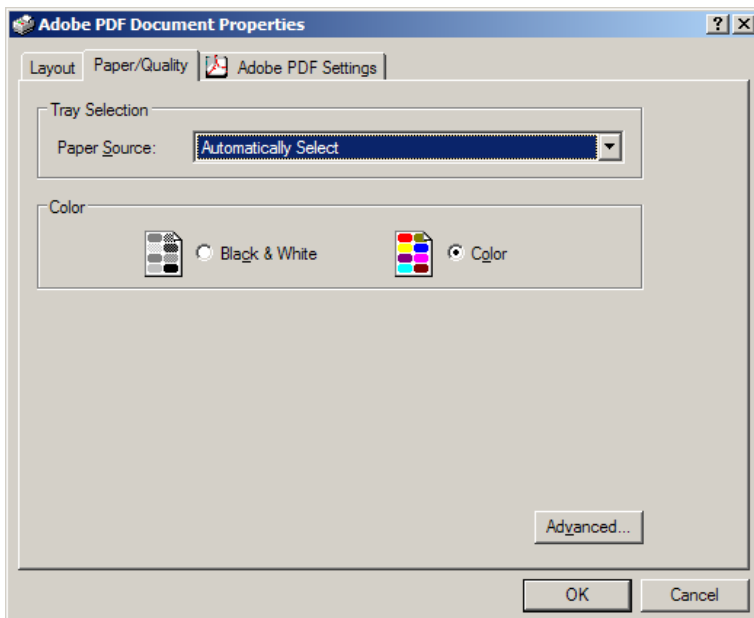 Adobe PDF Document Properties
Layout Paper/Quality Adobe PDF Settings
Tray Selection
Paper Source: Automatically Select
Color
Black & White Color
Advanced...
OK Cancel